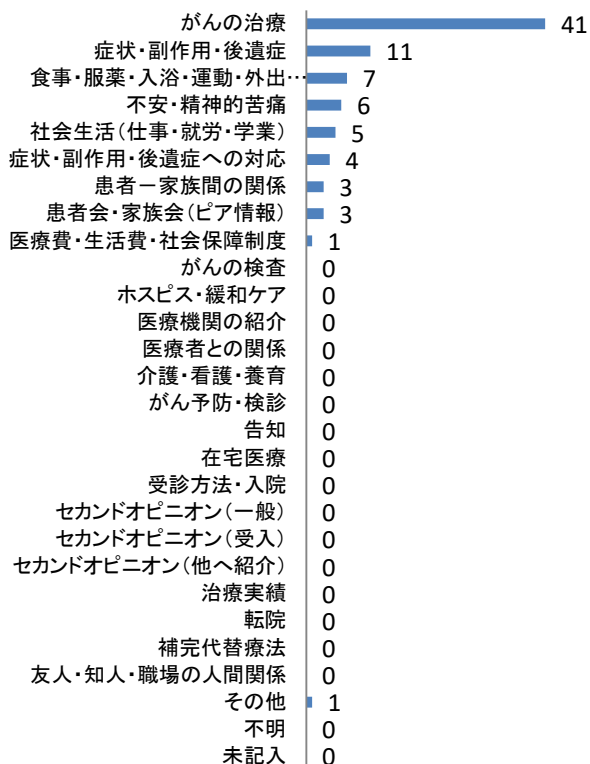 がんの治療 41
症状・副作用・後遺症 11
食事・服薬・入浴・運動・外出… 7
不安・精神的苦痛 6
社会生活(仕事・就労・学業) 5
症状・副作用・後遺症への対応 4
患者－家族間の関係 3
患者会・家族会(ピア情報) 3
医療費・生活費・社会保障制度 1
がんの検査 0
ホスピス・緩和ケア 0
医療機関の紹介 0
医療者との関係 0
介護・看護・養育 0
がん予防・検診 0
告知 0
在宅医療 0
受診方法・入院 0
セカンドオピニオン(一般) 0
セカンドオピニオン(受入) 0
セカンドオピニオン(他へ紹介) 0
治療実績 0
転院 0
補完代替療法 0
友人・知人・職場の人間関係 0
その他 1
不明 0
未記入 0